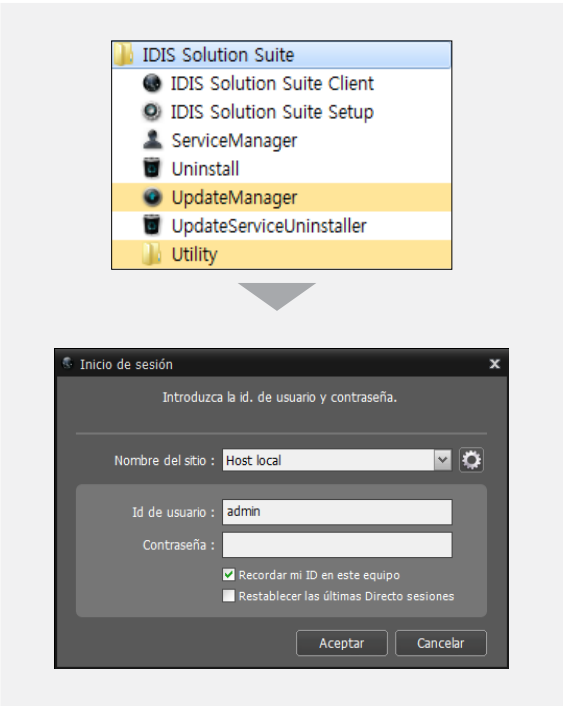 IDIS Solution Suite
IDIS Solution Suite Client
IDIS Solution Suite Setup
ServiceManager
Uninstall
UpdateManager
UpdateServiceUninstaller
Utility
Inicio de sesión
Introduzca la id. de usuario y contraseña.
Nombre del sitio : Host local
Id de usuario : admin
Contraseña :
Recordar mi ID en este equipo
Restablecer las últimas Directo sesiones
Aceptar Cancelar